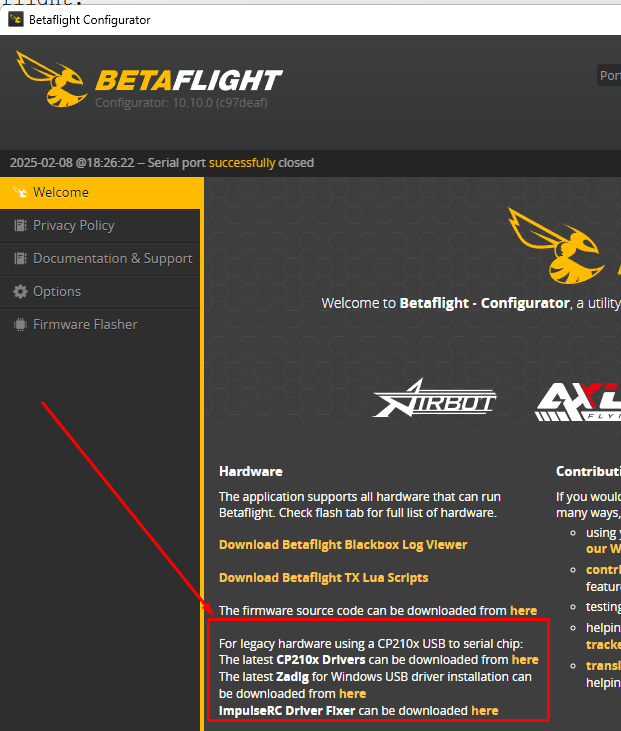 flight.
Betaflight Configurator
BETAFLIGHT
Configurator: 10.10.0 (c97deaf)
Port
2025-02-08 @18:26:22 -- Serial port successfully closed
Welcome
Privacy Policy
Documentation & Support
Options
Firmware Flasher
Welcome to Betaflight - Configurator, a utility
AIRBOT
Hardware
The application supports all hardware that can run
Betaflight. Check flash tab for full list of hardware.
Download Betaflight Blackbox Log Viewer
Download Betaflight TX Lua Scripts
The firmware source code can be downloaded from here
For legacy hardware using a CP210x USB to serial chip:
The latest CP210x Drivers can be downloaded from here
The latest Zadig for Windows USB driver installation can
be downloaded from here
ImpulseRC Driver Fixer can be downloaded here
Contributi
If you would
many ways,
using
our W
contri
feature
testing
helpin
tracke
transl
helpin